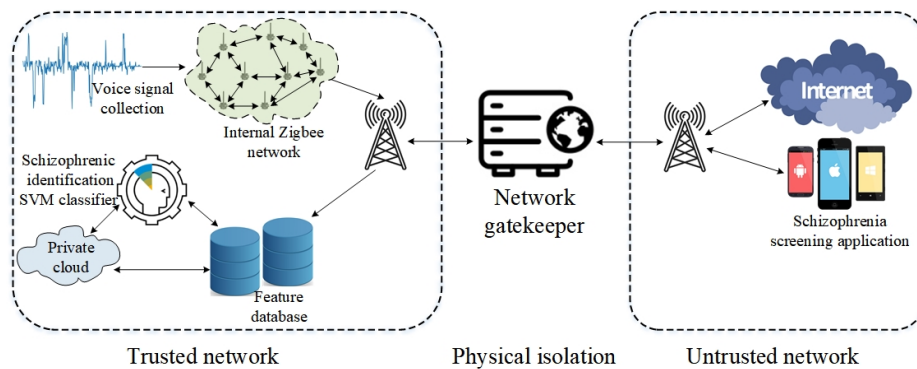 Voice signal
collection
Internal Zigbee
network
Schizophrenic
identification
SVM classifier
Private
cloud
Feature
database
Network
gatekeeper
Internet
Schizophrenia
screening application
Trusted network
Physical isolation
Untrusted network